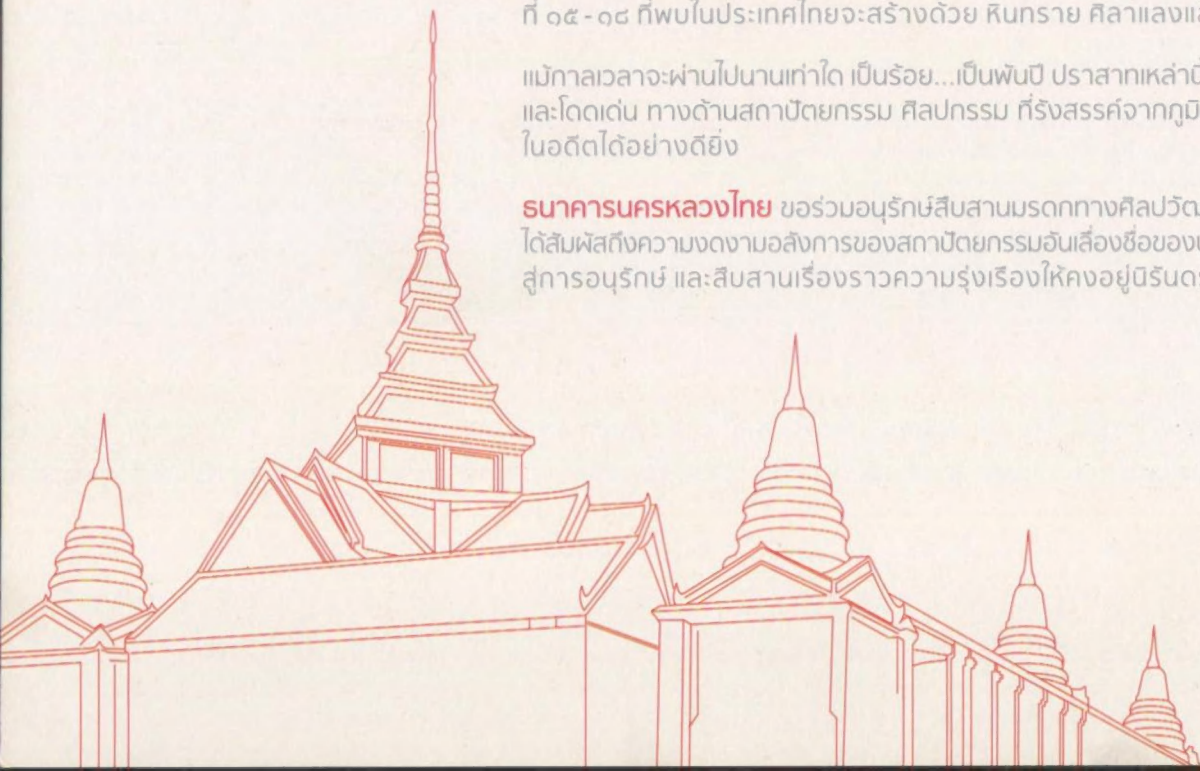 ที่ ๑๕ - ๑๘ ที่พบในประเทศไทยจะสร้างด้วย หินทราย ศิลาแลงแ
แม้กาลเวลาจะผ่านไปนานเท่าใด เป็นร้อย...เป็นพันปี ปราสาทเหล่านี้
และโดดเด่น ทางด้านสถาปัตยกรรม ศิลปกรรม ที่รังสรรค์จากภูมิ
ในอดีตได้อย่างดียิ่ง
ธนาคารนครหลวงไทย ขอร่วมอนุรักษ์สืบสานมรดกทางศิลปวัฒ
ได้สัมผัสถึงความงดงามอลังการของสถาปัตยกรรมอันเลื่องชื่อของ
สู่การอนุรักษ์ และสืบสานเรื่องราวความรุ่งเรืองให้คงอยู่นิรันด